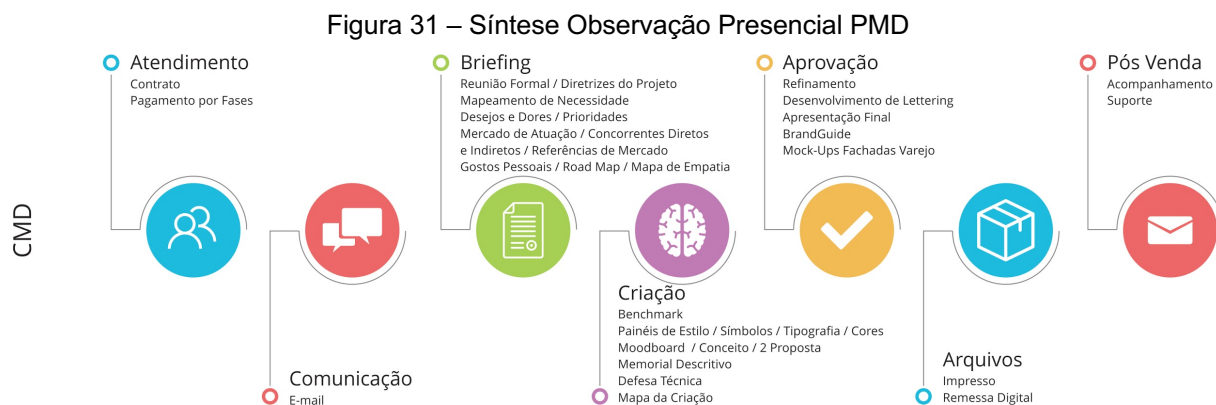 Figura 31 – Síntese Observação Presencial PMD
CMD
Atendimento
Contrato
Pagamento por Fases
Comunicação
E-mail
Briefing
Reunião Formal / Diretrizes do Projeto
Mapeamento de Necessidade
Desejos e Dores / Prioridades
Mercado de Atuação / Concorrentes Diretos
e Indiretos / Referências de Mercado
Gostos Pessoais / Road Map / Mapa de Empatia
Criação
Benchmark
Painéis de Estilo / Símbolos / Tipografia / Cores
Moodboard / Conceito / 2 Proposta
Memorial Descritivo
Defesa Técnica
Mapa da Criação
Aprovação
Refinamento
Desenvolvimento de Lettering
Apresentação Final
BrandGuide
Mock-Ups Fachadas Varejo
Arquivos
Impresso
Remessa Digital
Pós Venda
Acompanhamento
Suporte